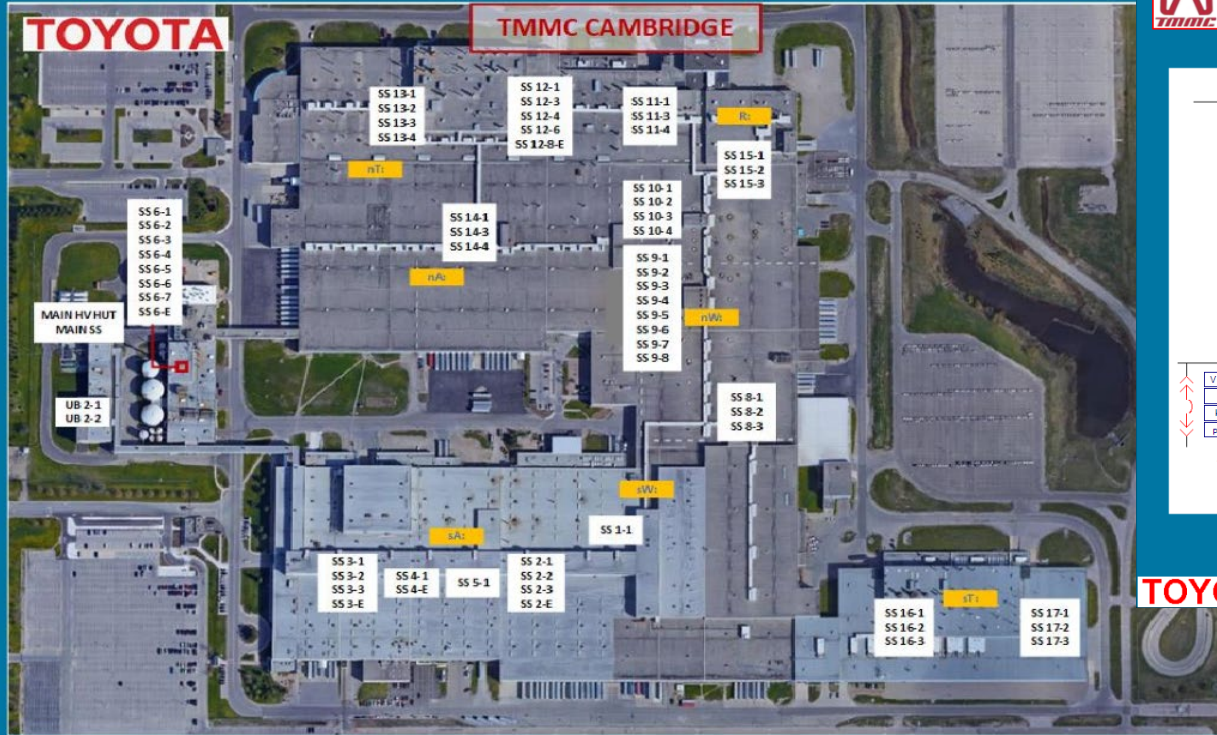 TOYOTA
TMMC CAMBRIDGE
TMMC
SS 13-1
SS 13-2
SS 13-3
SS 13-4
SS 12-1
SS 12-3
SS 12-4
SS 12-6
SS 12-8-E
SS 11-1
SS 11-3
SS 11-4
R:
SS 15-1
SS 15-2
SS 15-3
nT:
SS 10-1
SS 10-2
SS 10-3
SS 10-4
SS 14-1
SS 14-3
SS 14-4
SS 6-1
SS 6-2
SS 6-3
SS 6-4
SS 6-5
SS 6-6
SS 6-7
SS 6-E
nA:
SS 9-1
SS 9-2
SS 9-3
SS 9-4
SS 9-5
SS 9-6
SS 9-7
SS 9-8
nW:
MAIN HV HUT
MAIN SS
UB 2-1
UB 2-2
SS 8-1
SS 8-2
SS 8-3
V
P
sW:
SS 1-1
sA:
SS 3-1
SS 3-2
SS 3-3
SS 3-E
SS 4-1
SS 4-E
SS 5-1
SS 2-1
SS 2-2
SS 2-3
SS 2-E
sT:
SS 16-1
SS 16-2
SS 16-3
SS 17-1
SS 17-2
SS 17-3
TOYO